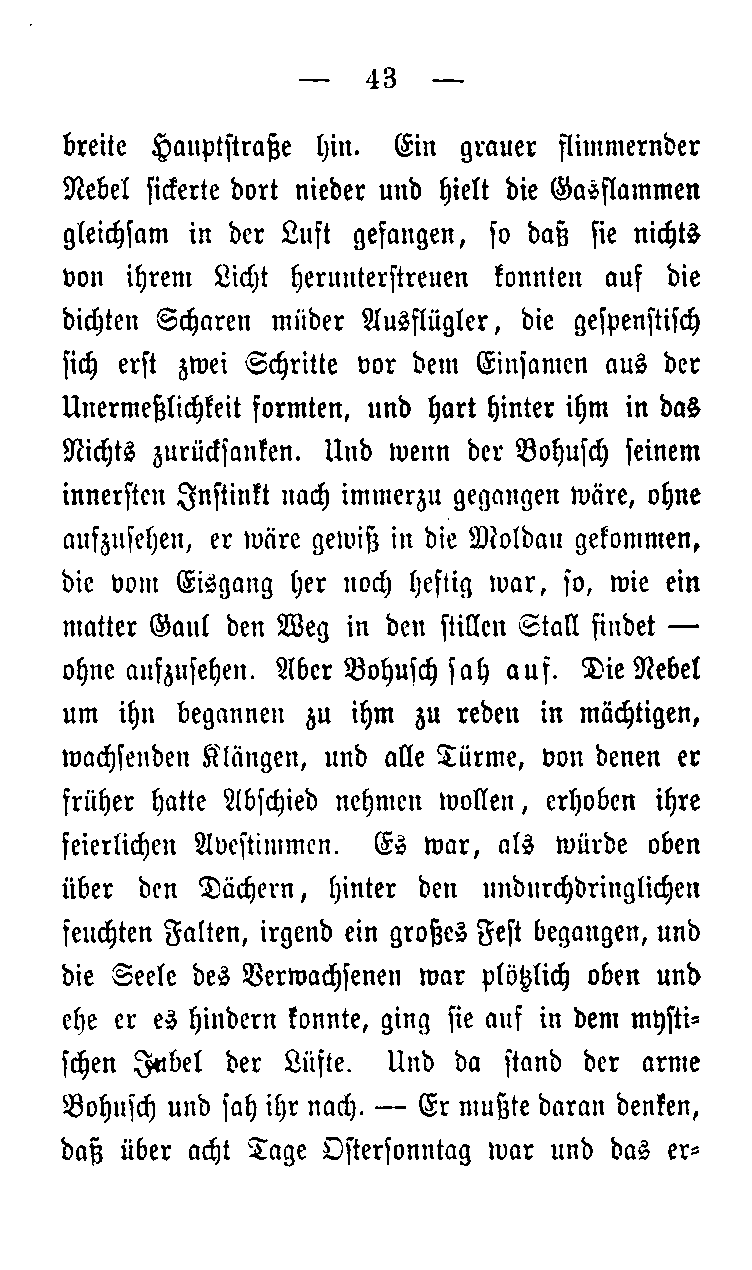 — 43 —
breite Hauptstraße hin. Ein grauer flimmernder
Nebel sickerte dort nieder und hielt die Gasflammen
gleichsam in der Luft gefangen, so daß sie nichts
von ihrem Licht herunterstreuen konnten auf die
dichten Scharen müder Ausflügler, die gespenstisch
sich erst zwei Schritte vor dem Einsamen aus der
Unermeßlichkeit formten, und hart hinter ihm in das
Nichts zurücksanken. Und wenn der Bohusch seinem
innersten Instinkt nach immerzu gegangen wäre, ohne
aufzusehen, er wäre gewiß in die Moldau gekommen,
die vom Eisgang her noch heftig war, so, wie ein
matter Gaul den Weg in den stillen Stall findet —
ohne aufzusehen. Aber Bohusch sah auf. Die Nebel
um ihn begannen zu ihm zu reden in mächtigen,
wachsenden Klängen, und alle Türme, von denen er
früher hatte Abschied nehmen wollen, erhoben ihre
feierlichen Avestimmen. Es war, als würde oben
über den Dächern, hinter den undurchdringlichen
feuchten Falten, irgend ein großes Fest begangen, und
die Seele des Verwachsenen war plötzlich oben und
ehe er es hindern konnte, ging sie auf in dem mysti-
schen Jubel der Lüfte. Und da stand der arme
Bohusch und sah ihr nach. — Er mußte daran denken,
daß über acht Tage Ostersonntag war und das er-